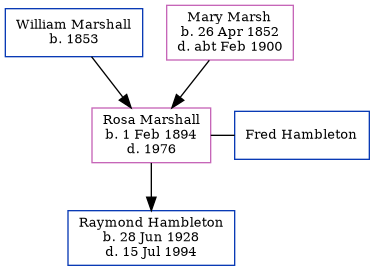 William Marshall
b. 1853
Mary Marsh
b. 26 Apr 1852
d. abt Feb 1900
Rosa Marshall
b. 1 Feb 1894
d. 1976
Fred Hambleton
Raymond Hambleton
b. 28 Jun 1928
d. 15 Jul 1994